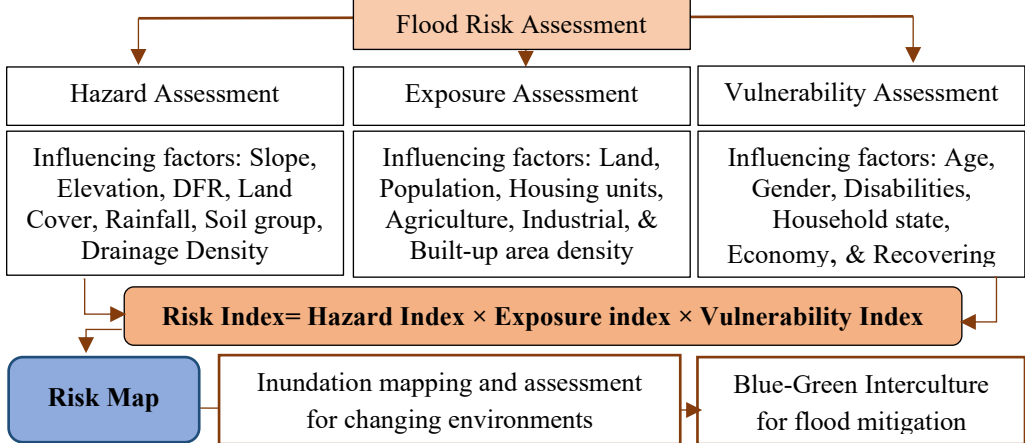 Flood Risk Assessment
Hazard Assessment
Exposure Assessment
Vulnerability Assessment
Influencing factors: Slope,
Elevation, DFR, Land
Cover, Rainfall, Soil group,
Drainage Density
Influencing factors: Land,
Population, Housing units,
Agriculture, Industrial, &
Built-up area density
Influencing factors: Age,
Gender, Disabilities,
Household state,
Economy, & Recovering
Risk Index= Hazard Index × Exposure index × Vulnerability Index
Risk Map
Inundation mapping and assessment
for changing environments
Blue-Green Interculture
for flood mitigation